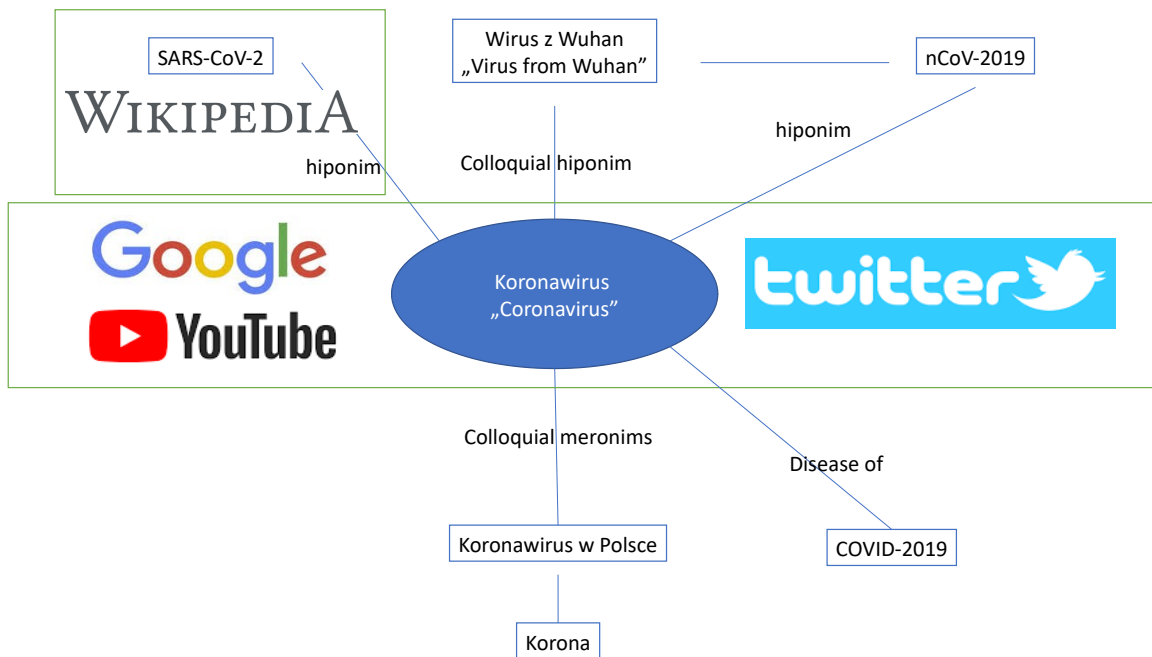 SARS-CoV-2
Wirus z Wuhan
„Virus from Wuhan”
nCoV-2019
WIKIPEDIA
hiponim
Colloquial hiponim
hiponim
Google
YouTube
Koronawirus
„Coronavirus”
twitter
Colloquial meronims
Disease of
Koronawirus w Polsce
COVID-2019
Korona